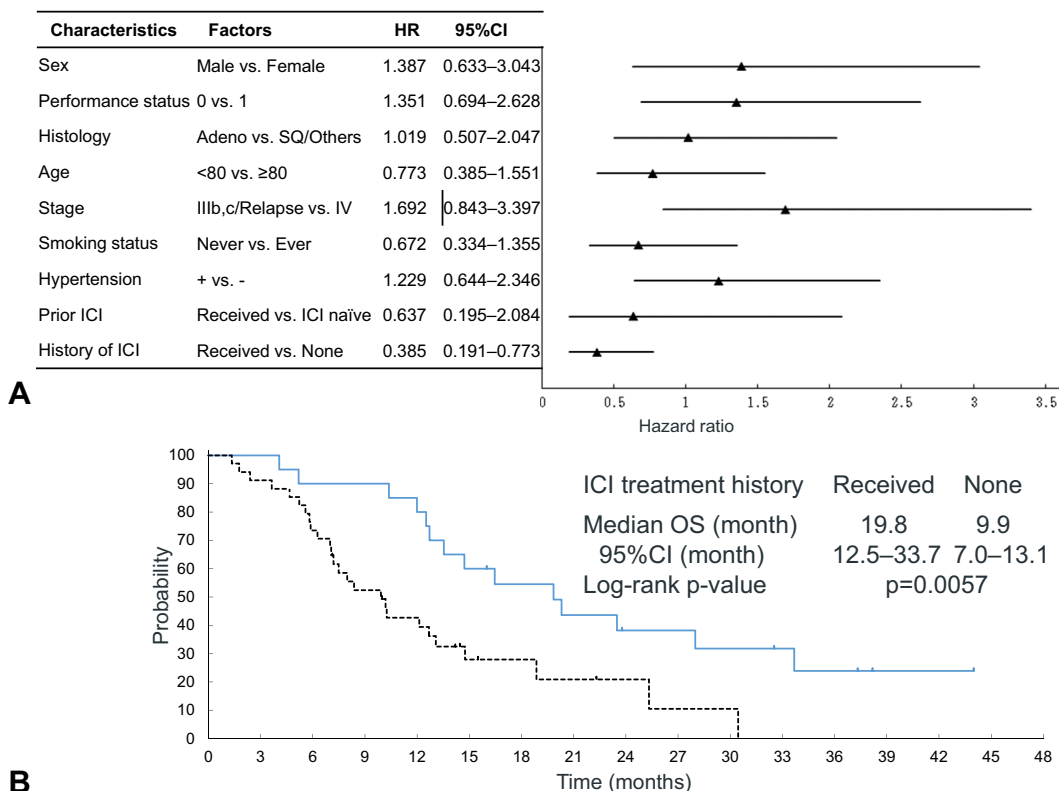 Characteristics Factors HR 95%CI
Sex Male vs. Female 1.387 0.633–3.043
Performance status 0 vs. 1 1.351 0.694–2.628
Histology Adeno vs. SQ/Others 1.019 0.507–2.047
Age <80 vs. ≥80 0.773 0.385–1.551
Stage IIIb,c/Relapse vs. IV 1.692 0.843–3.397
Smoking status Never vs. Ever 0.672 0.334–1.355
Hypertension + vs. - 1.229 0.644–2.346
Prior ICI Received vs. ICI naïve 0.637 0.195–2.084
History of ICI Received vs. None 0.385 0.191–0.773
A
0 0.5 1 1.5 2 2.5 3 3.5
Hazard ratio
100
90
80
70
60
50
40
30
20
10
0
Probability
ICI treatment history Received None
Median OS (month) 19.8 9.9
95%CI (month) 12.5–33.7 7.0–13.1
Log-rank p-value p=0.0057
0 3 6 9 12 15 18 21 24 27 30 33 36 39 42 45 48
Time (months)
B